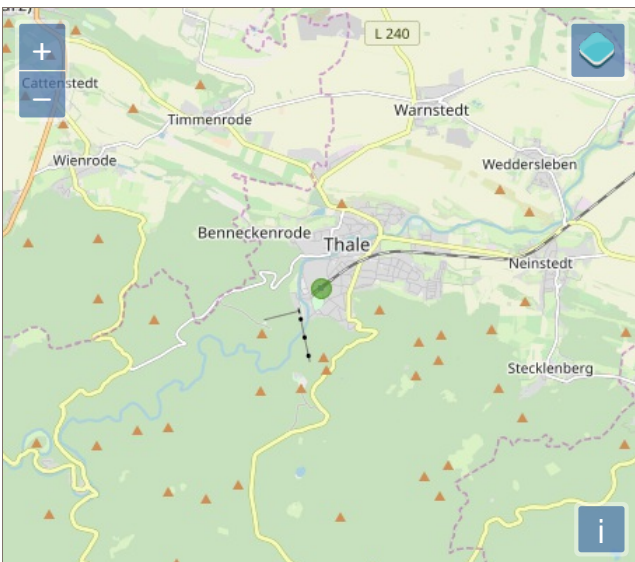 L 240
+
Cattenstedt
−
Warnstedt
Timmenrode
Wienrode
Weddersleben
Benneckenrode
Thale
Neinstedt
Stecklenberg
i